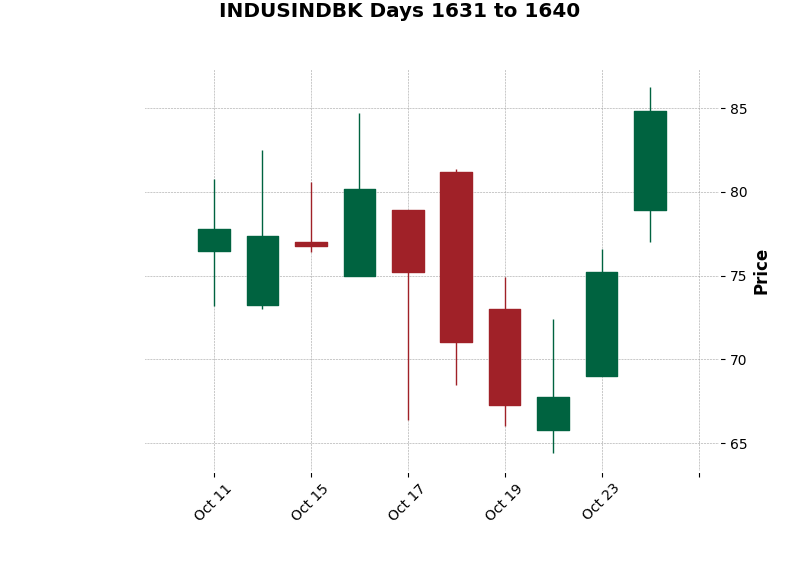 INDUSINDBK Days 1631 to 1640
85
80
75
70
65
Price
Oct 11
Oct 15
Oct 17
Oct 19
Oct 23